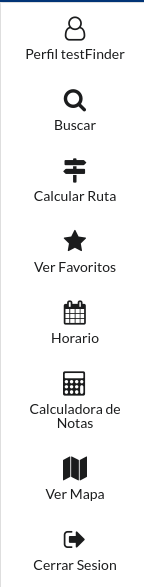 Perfil testFinder
Buscar
Calcular Ruta
Ver Favoritos
Horario
Calculadora de
Notas
Ver Mapa
Cerrar Sesion